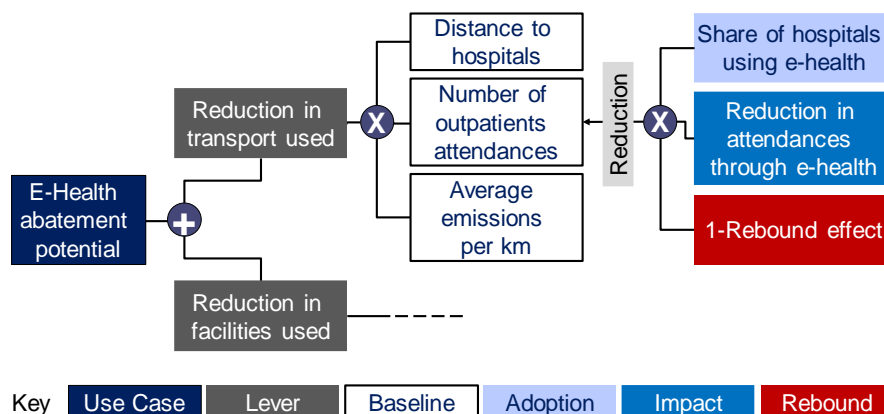 E-Health
abatement
potential
+
Reduction in
transport used
Reduction in
facilities used
X
Distance to
hospitals
Number of
outpatients
attendances
Average
emissions
per km
Reduction
X
Share of hospitals
using e-health
Reduction in
attendances
through e-health
1-Rebound effect
Key
Use Case
Lever
Baseline
Adoption
Impact
Rebound